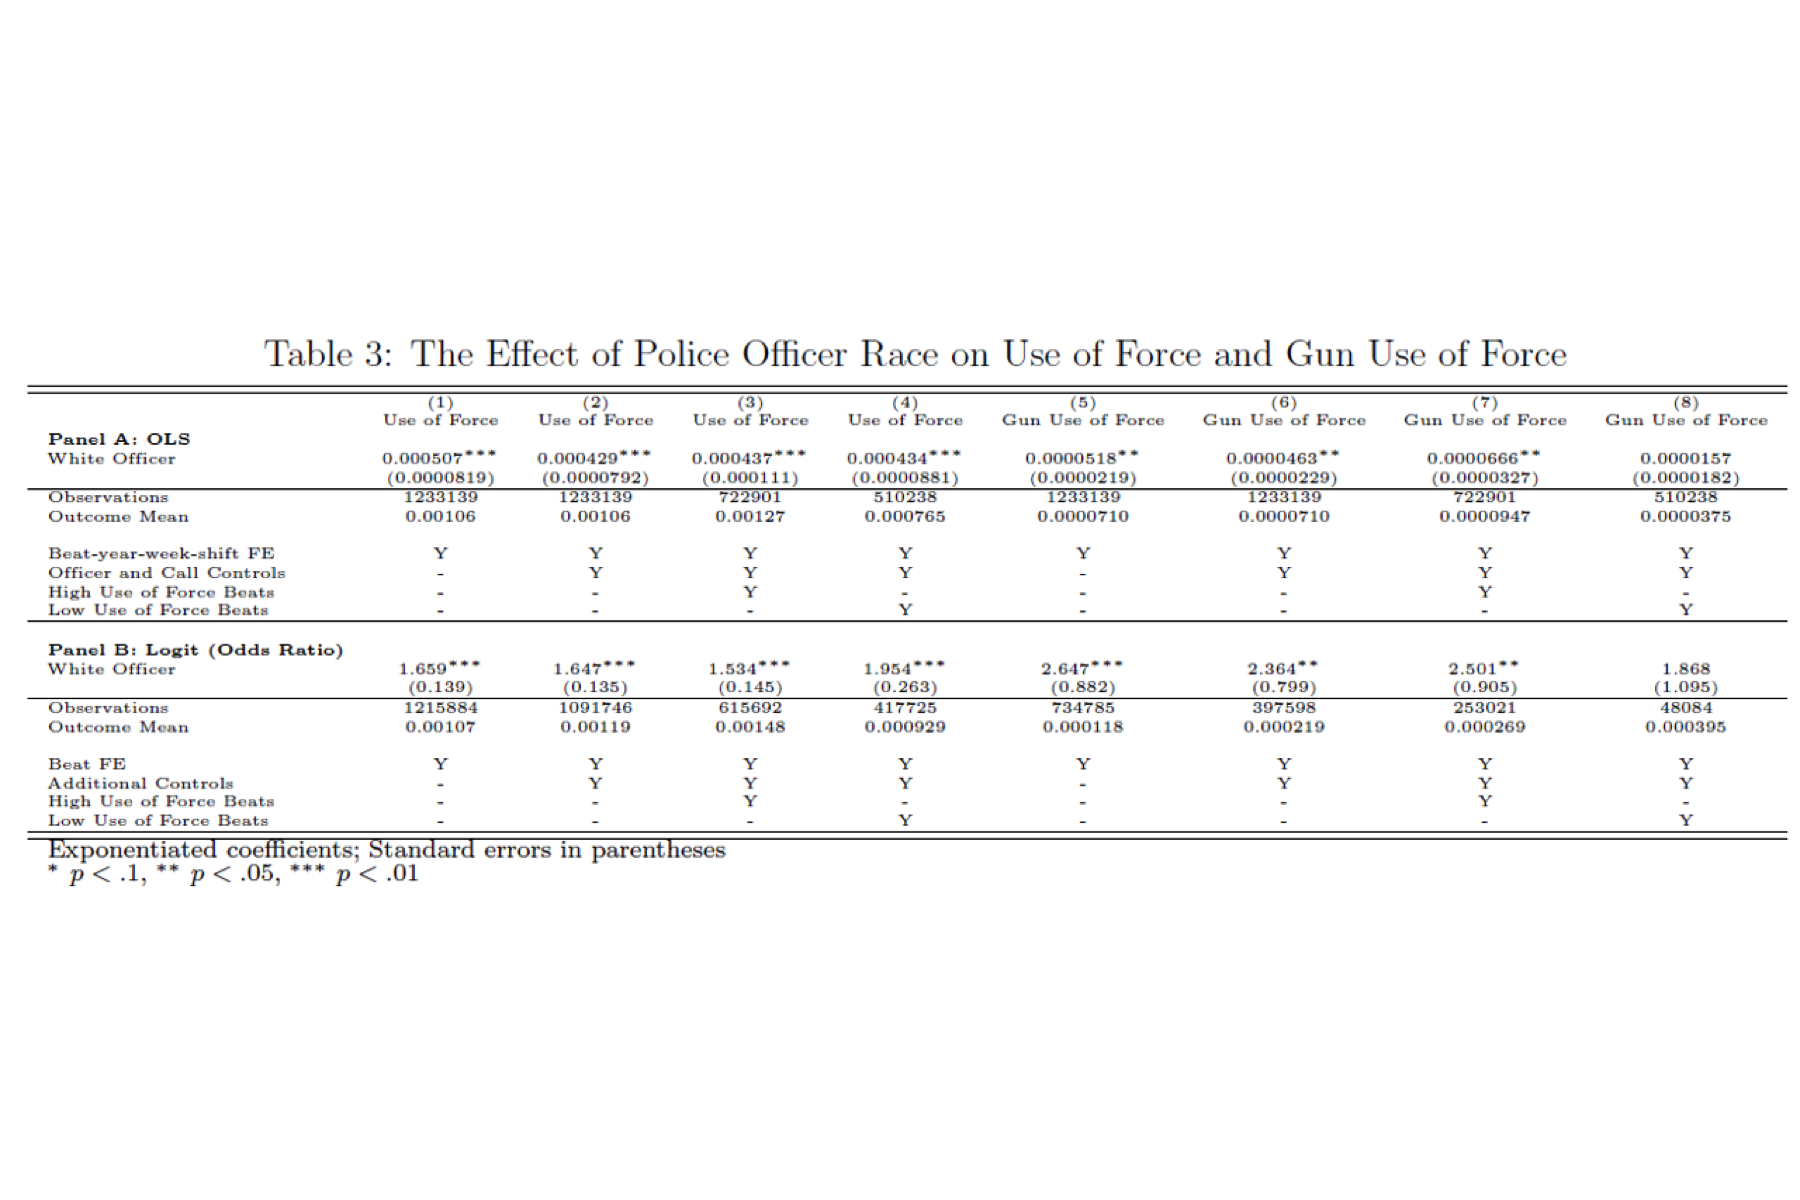 Table 3: The Effect of Police Officer Race on Use of Force and Gun Use of Force
(1) (2) (3) (4) (5) (6) (7) (8)
Use of Force Use of Force Use of Force Use of Force Gun Use of Force Gun Use of Force Gun Use of Force Gun Use of Force
Panel A: OLS
White Officer 0.000507*** 0.000429*** 0.000437*** 0.000434*** 0.0000518** 0.0000463** 0.0000666** 0.0000157
(0.0000819) (0.0000792) (0.000111) (0.0000881) (0.0000219) (0.0000229) (0.0000327) (0.0000182)
Observations 1233139 1233139 722901 510238 1233139 1233139 722901 510238
Outcome Mean 0.00106 0.00106 0.00127 0.000765 0.0000710 0.0000710 0.0000947 0.0000375
Beat-year-week-shift FE Y Y Y Y Y Y Y Y
Officer and Call Controls - Y Y Y - Y Y Y
High Use of Force Beats - - Y - - - Y -
Low Use of Force Beats - - - Y - - - Y
Panel B: Logit (Odds Ratio)
White Officer 1.659*** 1.647*** 1.534*** 1.954*** 2.647*** 2.364** 2.501** 1.868
(0.139) (0.135) (0.145) (0.263) (0.882) (0.799) (0.905) (1.095)
Observations 1215884 1091746 615692 417725 734785 397598 253021 48084
Outcome Mean 0.00107 0.00119 0.00148 0.000929 0.000118 0.000219 0.000269 0.000395
Beat FE Y Y Y Y Y Y Y Y
Additional Controls - Y Y Y - Y Y Y
High Use of Force Beats - - Y - - - Y -
Low Use of Force Beats - - - Y - - - Y
Exponentiated coefficients; Standard errors in parentheses
* p < .1, ** p < .05, *** p < .01